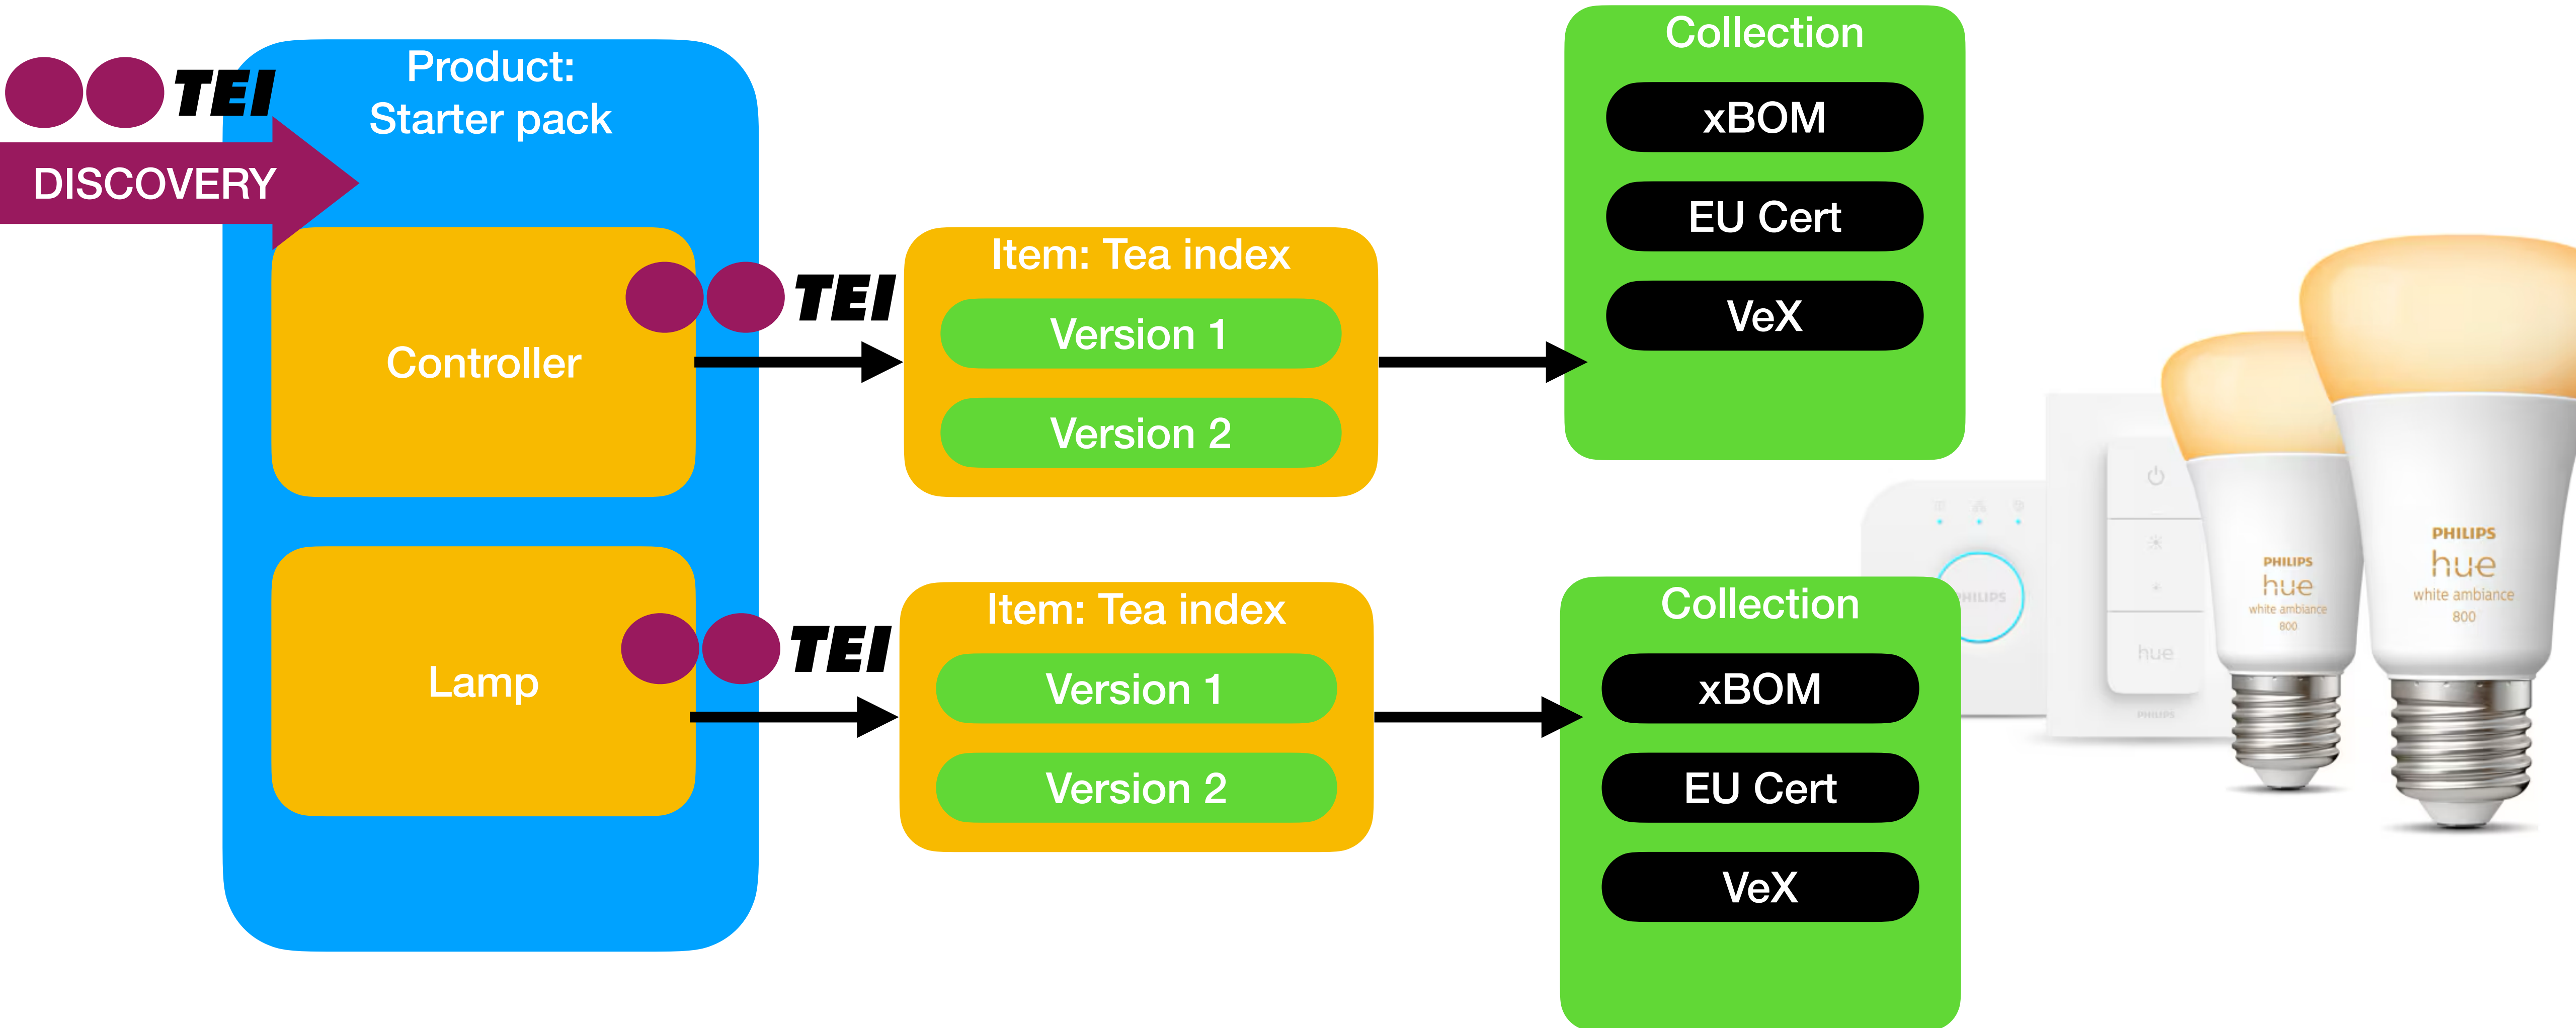 TEI
DISCOVERY
Product:
Starter pack
Controller
TEI
Lamp
TEI
Item: Tea index
Version 1
Version 2
Item: Tea index
Version 1
Version 2
Collection
xBOM
EU Cert
VeX
Collection
xBOM
EU Cert
VeX
PHILIPS
hue
PHILIPS
PHILIPS
hue
white ambiance
800
PHILIPS
hue
white ambiance
800